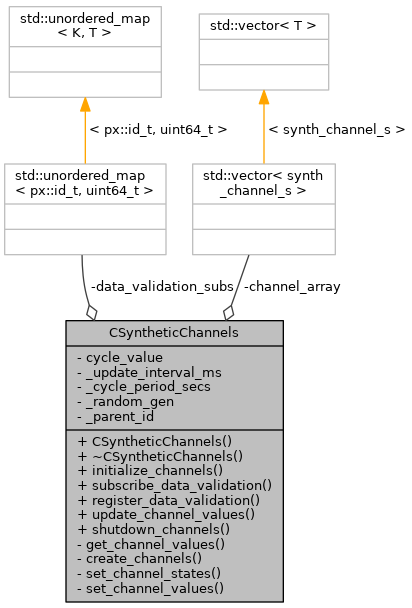 std::unordered_map
< K, T >
std::vector< T >
< px::id_t, uint64_t >
< synth_channel_s >
std::unordered_map
< px::id_t, uint64_t >
std::vector< synth
_channel_s >
-data_validation_subs
-channel_array
CSyntheticChannels
- cycle_value
- _update_interval_ms
- _cycle_period_secs
- _random_gen
- _parent_id
+ CSyntheticChannels()
+ ~CSyntheticChannels()
+ initialize_channels()
+ subscribe_data_validation()
+ register_data_validation()
+ update_channel_values()
+ shutdown_channels()
- get_channel_values()
- create_channels()
- set_channel_states()
- set_channel_values()